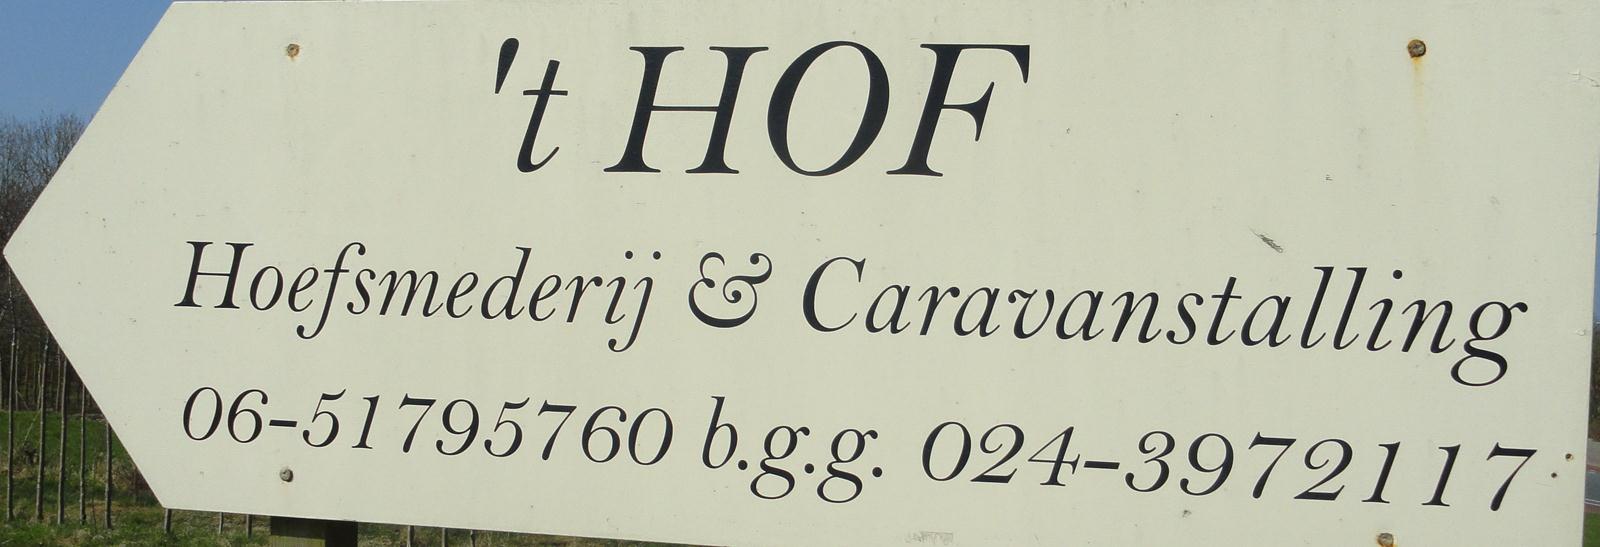 't HOF
Hoefsmederij & Caravanstalling
06-51795760 b.g.g. 024-3972117